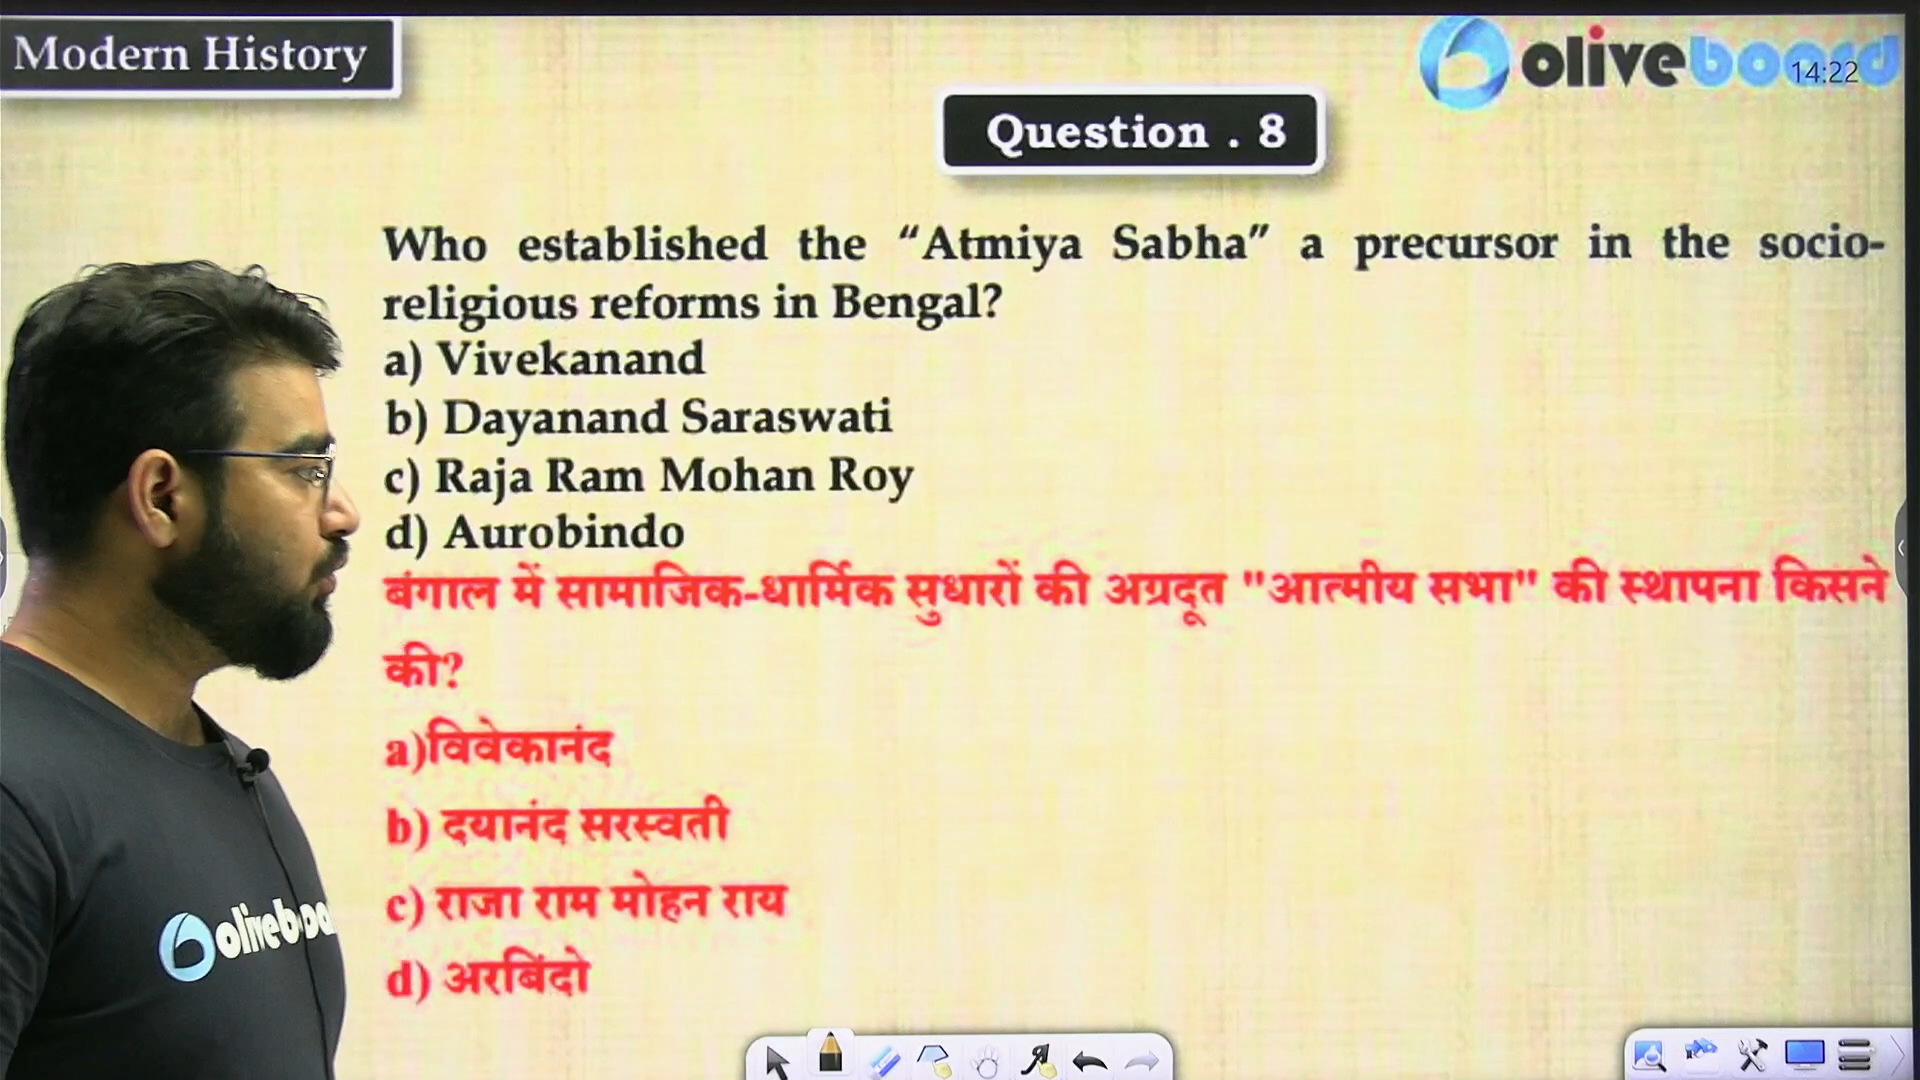 Modern History
oliveboard
14:22
Question . 8
Who established the “Atmiya Sabha” a precursor in the socio-
religious reforms in Bengal?
a) Vivekanand
b) Dayanand Saraswati
c) Raja Ram Mohan Roy
d) Aurobindo
बंगाल में सामाजिक-धार्मिक सुधारों की अग्रदूत "आत्मीय सभा" की स्थापना किसने
की?
a)विवेकानंद
b) दयानंद सरस्वती
c) राजा राम मोहन राय
d) अरबिंदो
oliveboa